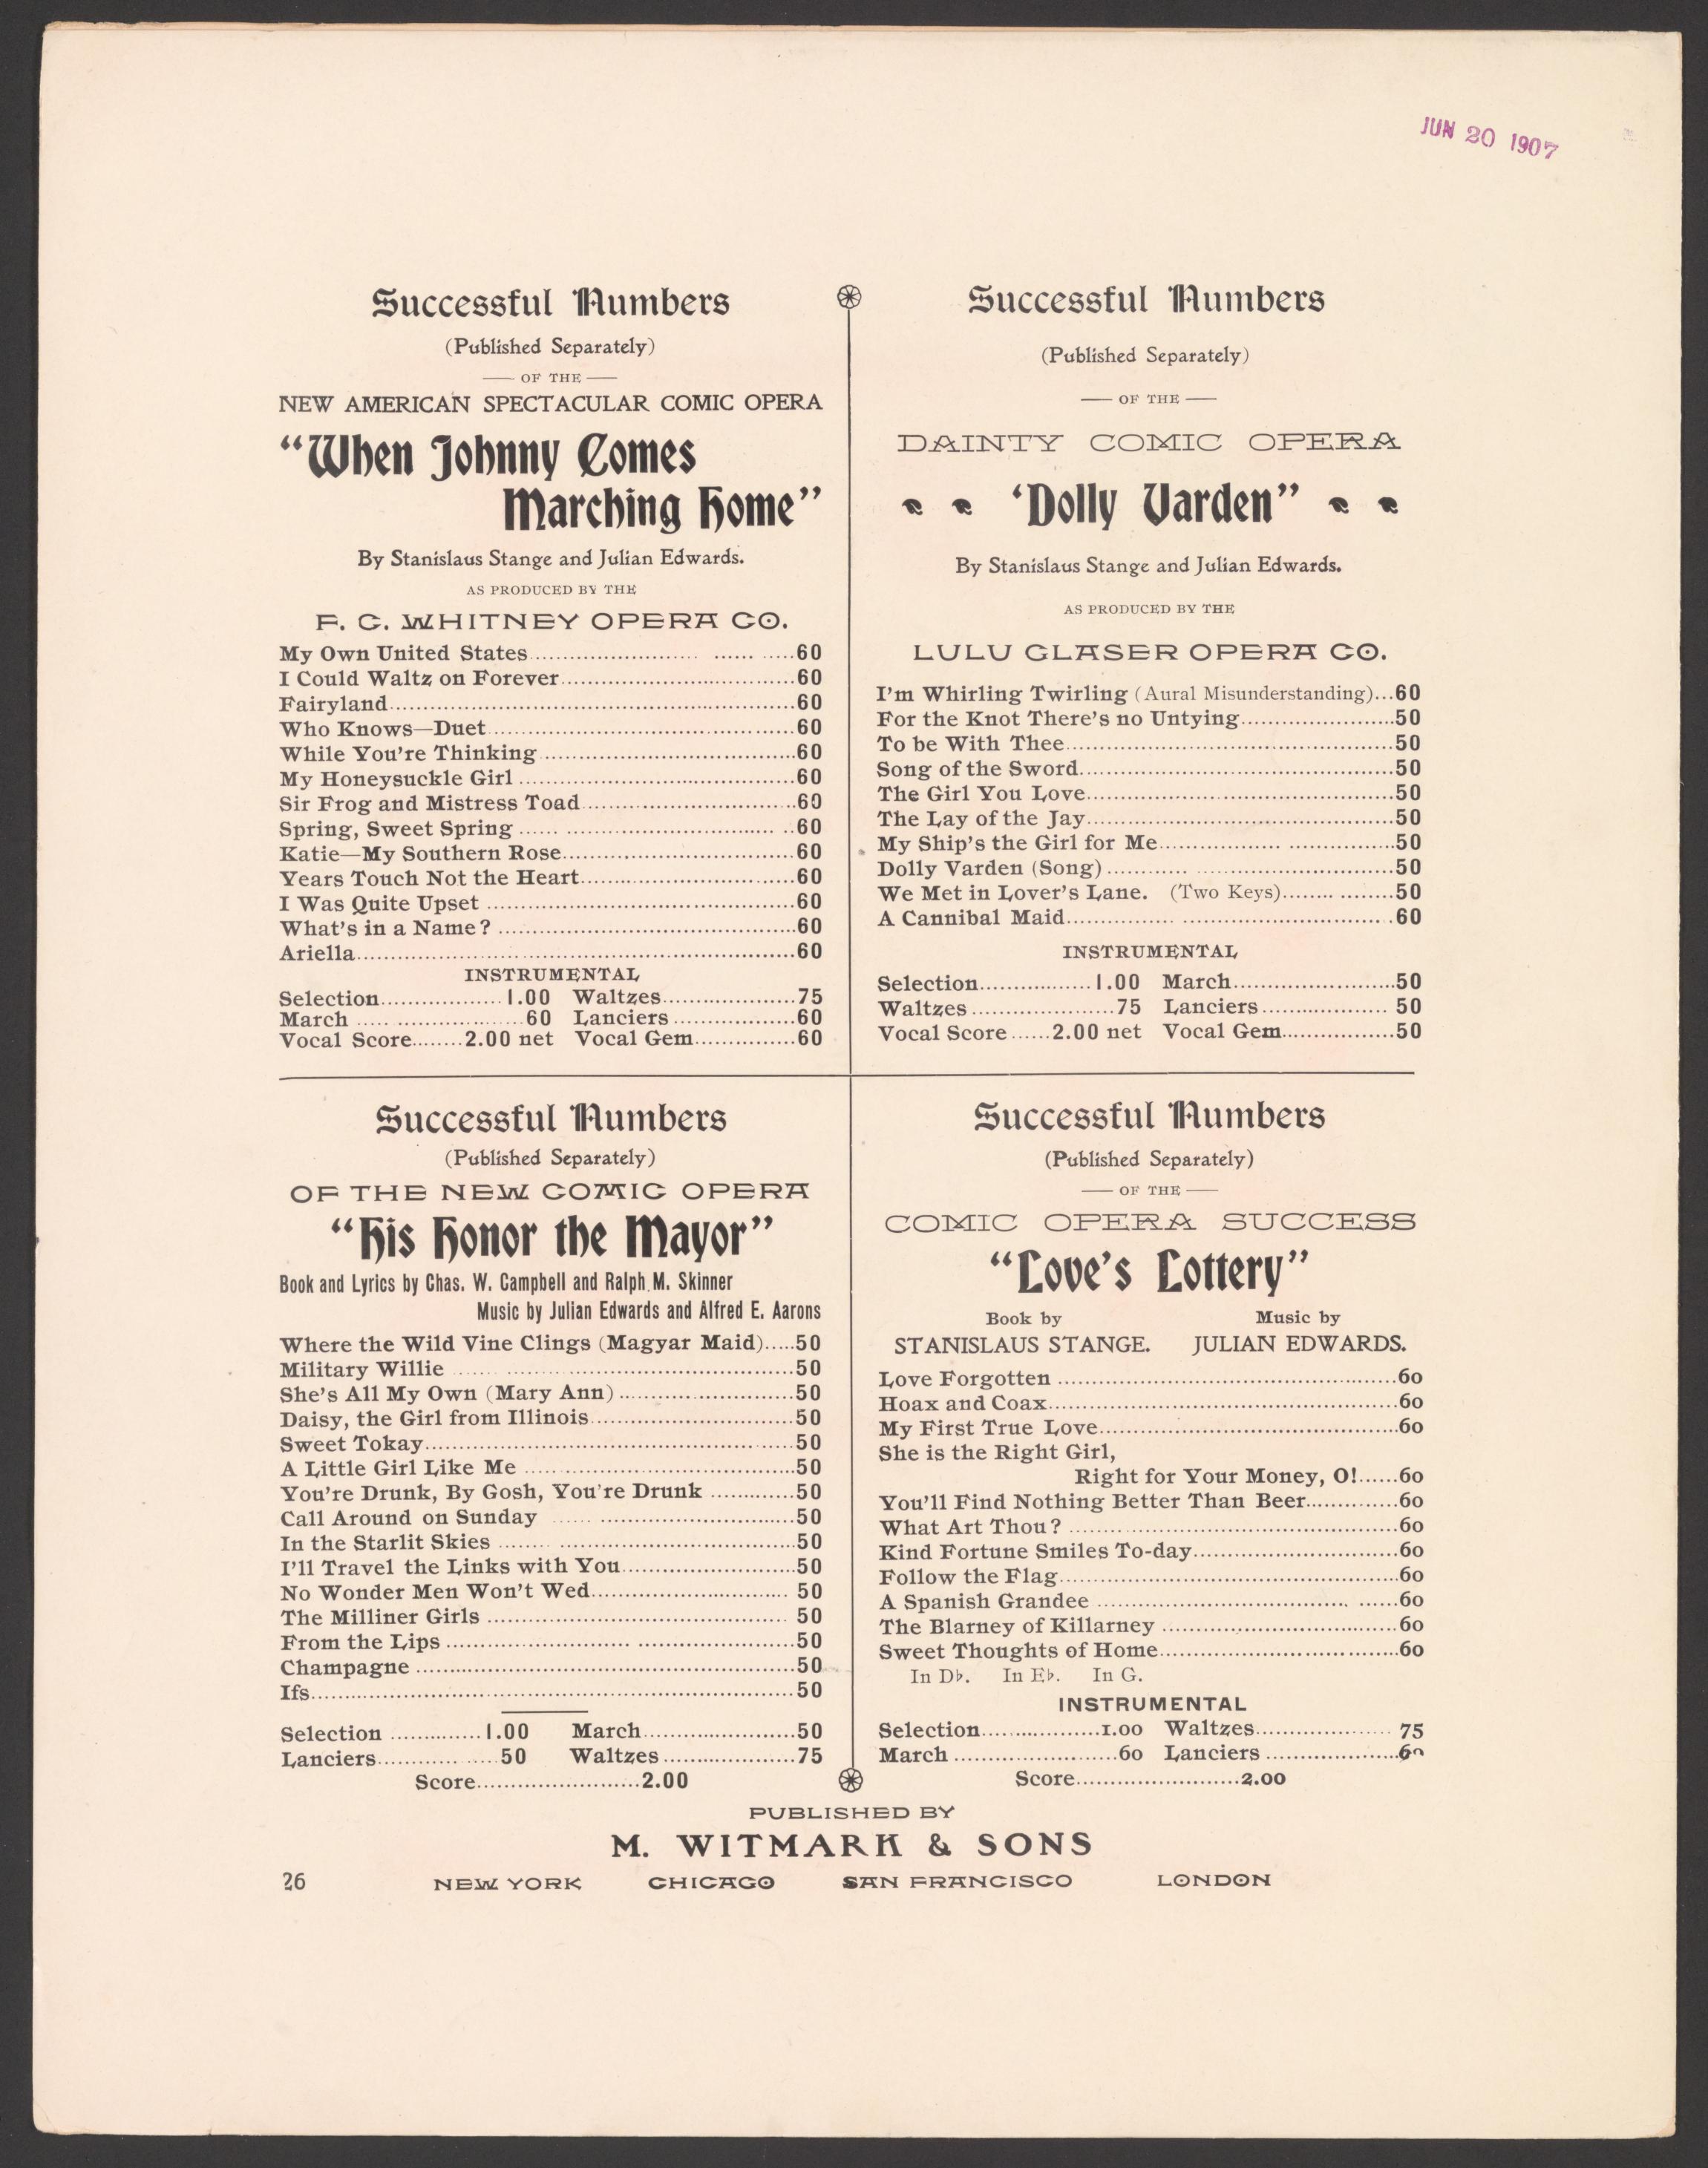 JUN 20 1907
Successful Numbers
(Published Separately)
OF THE
NEW AMERICAN SPECTACULAR COMIC OPERA
"When Johnny Comes
Marching Home"
By Stanislaus Stange and Julian Edwards.
AS PRODUCED BY THE
F. C. WHITNEY OPERA CO.
My Own United States 60
I Could Waltz on Forever 60
Fairyland 60
Who Knows—Duet 60
While You're Thinking 60
My Honeysuckle Girl 60
Sir Frog and Mistress Toad 60
Spring, Sweet Spring 60
Katie—My Southern Rose 60
Years Touch Not the Heart 60
I Was Quite Upset 60
What's in a Name? 60
Ariella 60
INSTRUMENTAL
Selection 1.00 Waltzes 75
March 60 Lanciers 60
Vocal Score 2.00 net Vocal Gem 60
Successful Numbers
(Published Separately)
OF THE
DAINTY COMIC OPERA
'Dolly Varden"
By Stanislaus Stange and Julian Edwards.
AS PRODUCED BY THE
LULU GLASER OPERA CO.
I'm Whirling Twirling (Aural Misunderstanding) 60
For the Knot There's no Untying 50
To be With Thee 50
Song of the Sword 50
The Girl You Love 50
The Lay of the Jay 50
My Ship's the Girl for Me 50
Dolly Varden (Song) 50
We Met in Lover's Lane. (Two Keys) 50
A Cannibal Maid 60
INSTRUMENTAL
Selection 1.00 March 50
Waltzes 75 Lanciers 50
Vocal Score 2.00 net Vocal Gem 50
Successful Numbers
(Published Separately)
OF THE NEW COMIC OPERA
"His Honor the Mayor"
Book and Lyrics by Chas. W. Campbell and Ralph M. Skinner
Music by Julian Edwards and Alfred E. Aarons
Where the Wild Vine Clings (Magyar Maid) 50
Military Willie 50
She's All My Own (Mary Ann) 50
Daisy, the Girl from Illinois 50
Sweet Tokay 50
A Little Girl Like Me 50
You're Drunk, By Gosh, You're Drunk 50
Call Around on Sunday 50
In the Starlit Skies 50
I'll Travel the Links with You 50
No Wonder Men Won't Wed 50
The Milliner Girls 50
From the Lips 50
Champagne 50
Ifs 50
Selection 1.00 March 50
Lanciers 50 Waltzes 75
Score 2.00
Successful Numbers
(Published Separately)
OF THE
COMIC OPERA SUCCESS
"Love's Lottery"
Book by Music by
STANISLAUS STANGE. JULIAN EDWARDS.
Love Forgotten 60
Hoax and Coax 60
My First True Love 60
She is the Right Girl,
Right for Your Money, O! 60
You'll Find Nothing Better Than Beer 60
What Art Thou? 60
Kind Fortune Smiles To-day 60
Follow the Flag 60
A Spanish Grandee 60
The Blarney of Killarney 60
Sweet Thoughts of Home 60
In D♭. In E♭. In G.
INSTRUMENTAL
Selection 1.00 Waltzes 75
March 60 Lanciers 60
Score 2.00
PUBLISHED BY
M. WITMARK & SONS
26 NEW YORK CHICAGO SAN FRANCISCO LONDON